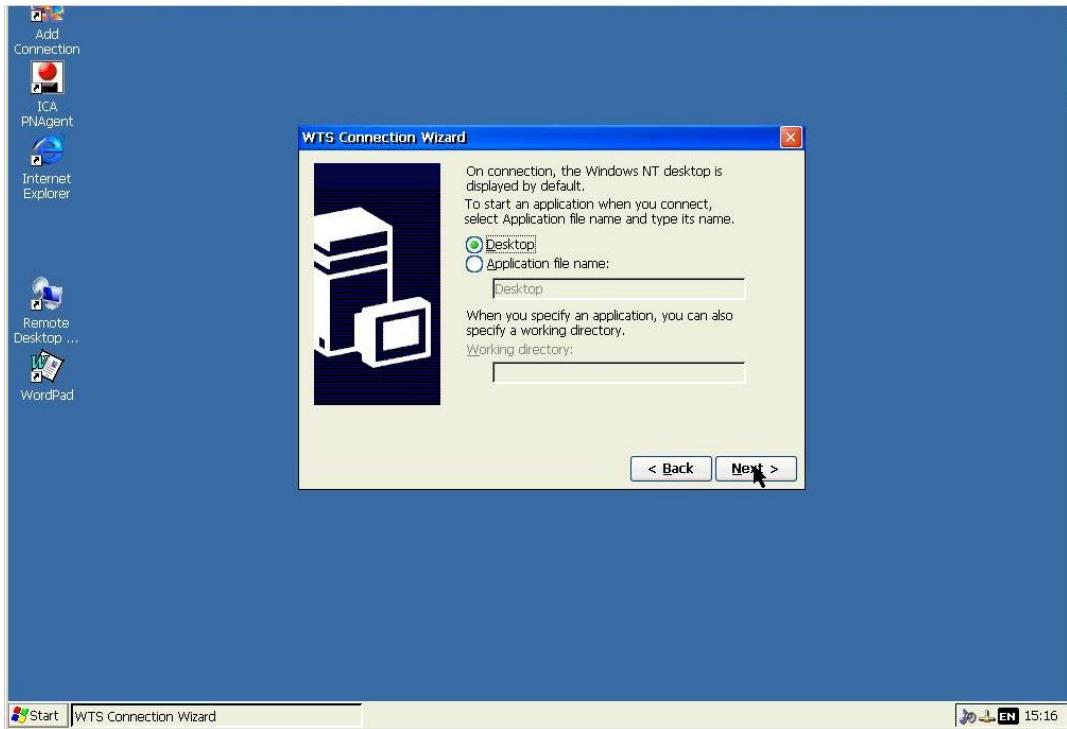 Add
Connection
ICA
PNAgent
Internet
Explorer
Remote
Desktop ...
WordPad
WTS Connection Wizard
On connection, the Windows NT desktop is
displayed by default.
To start an application when you connect,
select Application file name and type its name.
Desktop
Application file name:
Desktop
When you specify an application, you can also
specify a working directory.
Working directory:
< Back
Next >
Start
WTS Connection Wizard
EN
15:16